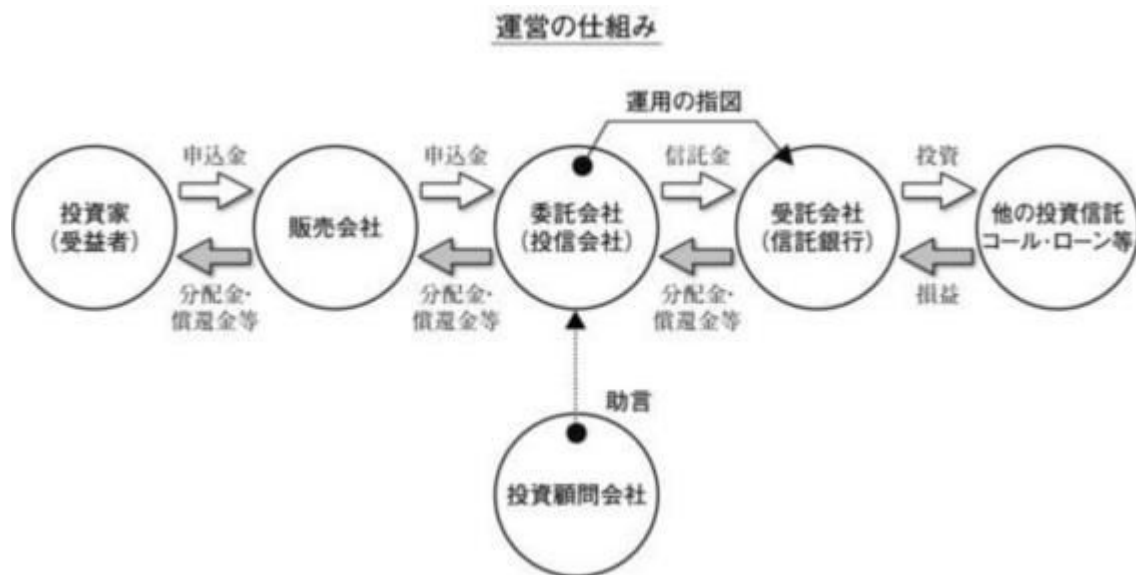 運営の仕組み
運用の指図
申込金
申込金
信託金
投資
投資家
(受益者)
販売会社
委託会社
(投信会社)
受託会社
(信託銀行)
他の投資信託
コール・ローン等
分配金・
償還金等
分配金・
償還金等
分配金・
償還金等
損益
助言
投資顧問会社